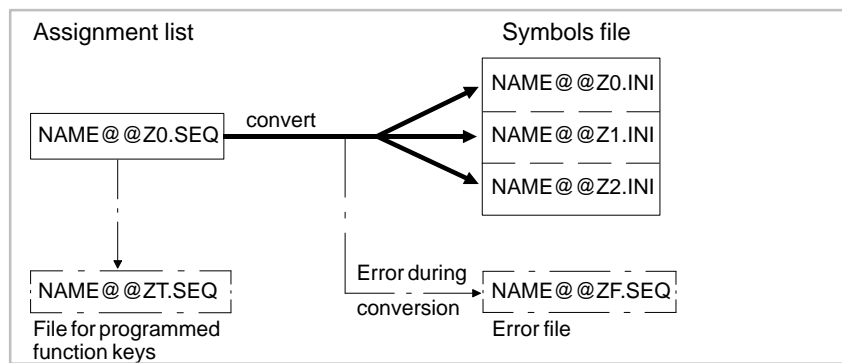 Assignment list
Symbols file
NAME@@Z0.INI
NAME@@Z0.SEQ
convert
NAME@@Z1.INI
NAME@@Z2.INI
NAME@@ZT.SEQ
File for programmed
function keys
Error during
conversion
NAME@@ZF.SEQ
Error file